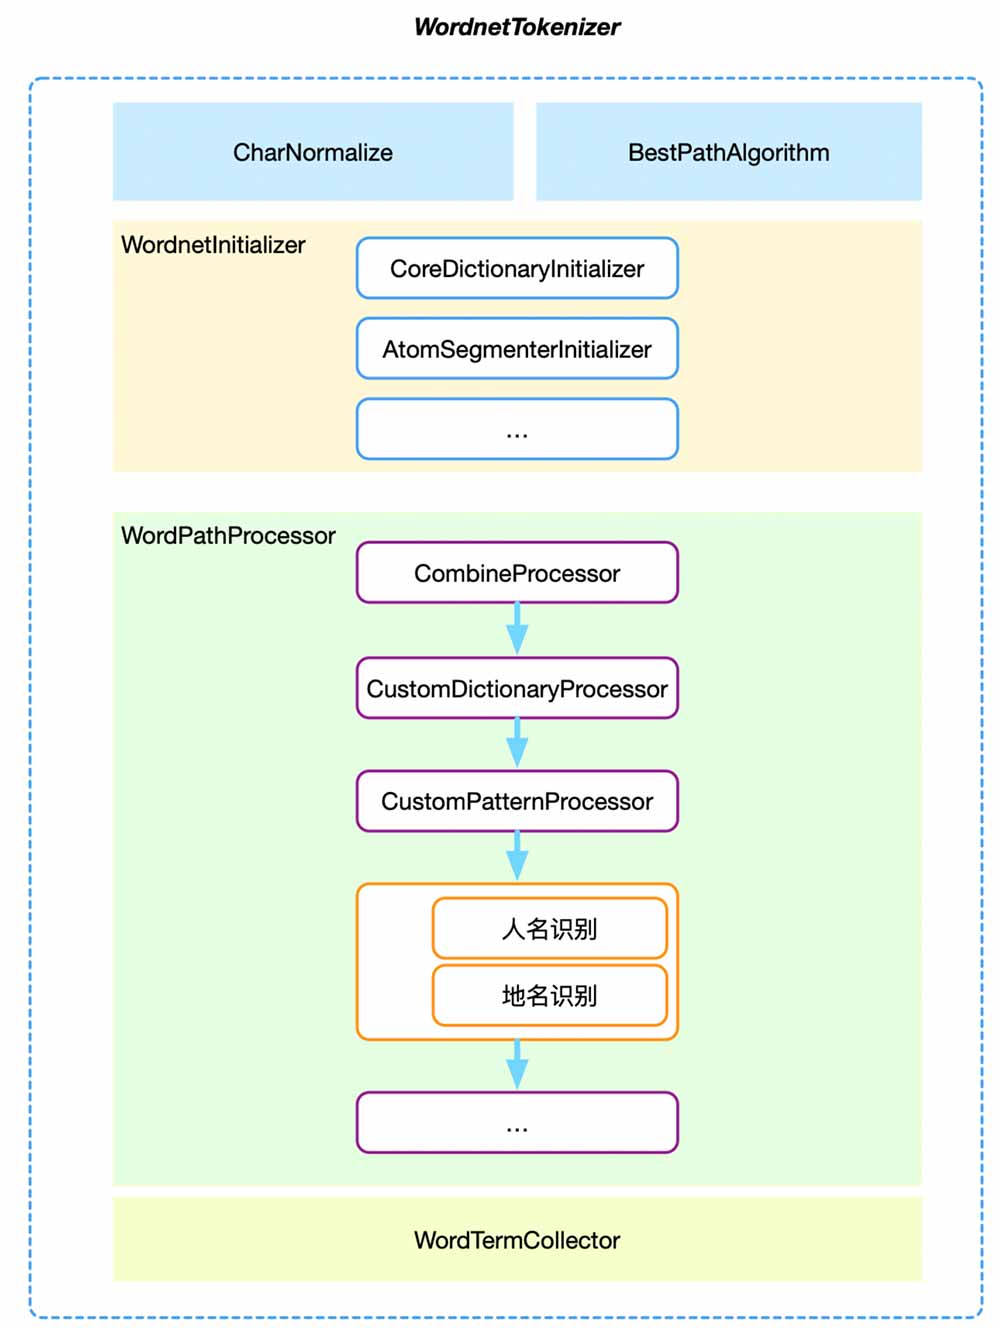 WordnetTokenizer
CharNormalize
BestPathAlgorithm
WordnetInitializer
CoreDictionaryInitializer
AtomSegmenterInitializer
...
WordPathProcessor
CombineProcessor
CustomDictionaryProcessor
CustomPatternProcessor
人名识别
地名识别
...
WordTermCollector